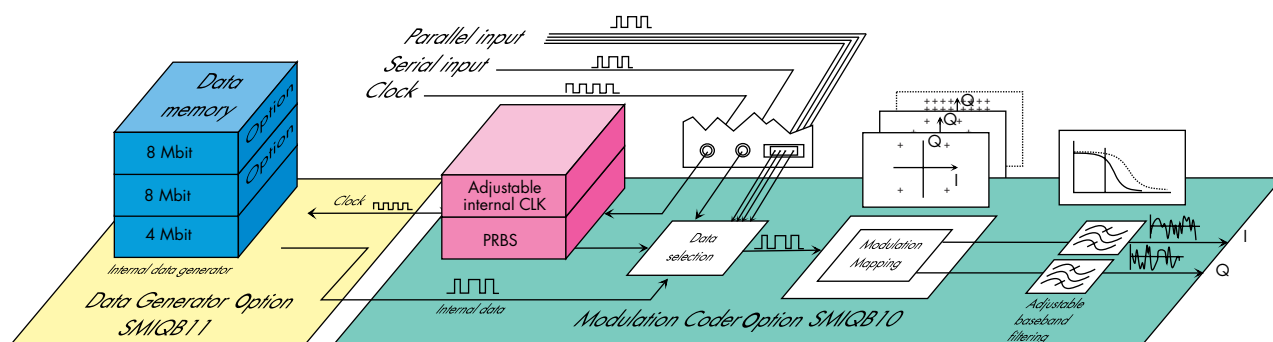 Parallel input
Serial input
Clock
Data
memory
Option
Option
8 Mbit
8 Mbit
4 Mbit
Internal data generator
Data Generator Option
SMIQB11
Clock
Adjustable
internal CLK
PRBS
Internal data
Data
selection
Modulation
Mapping
Modulation Coder Option SMIQB10
Q
Q
Q
I
Adjustable
baseband
filtering
I
Q